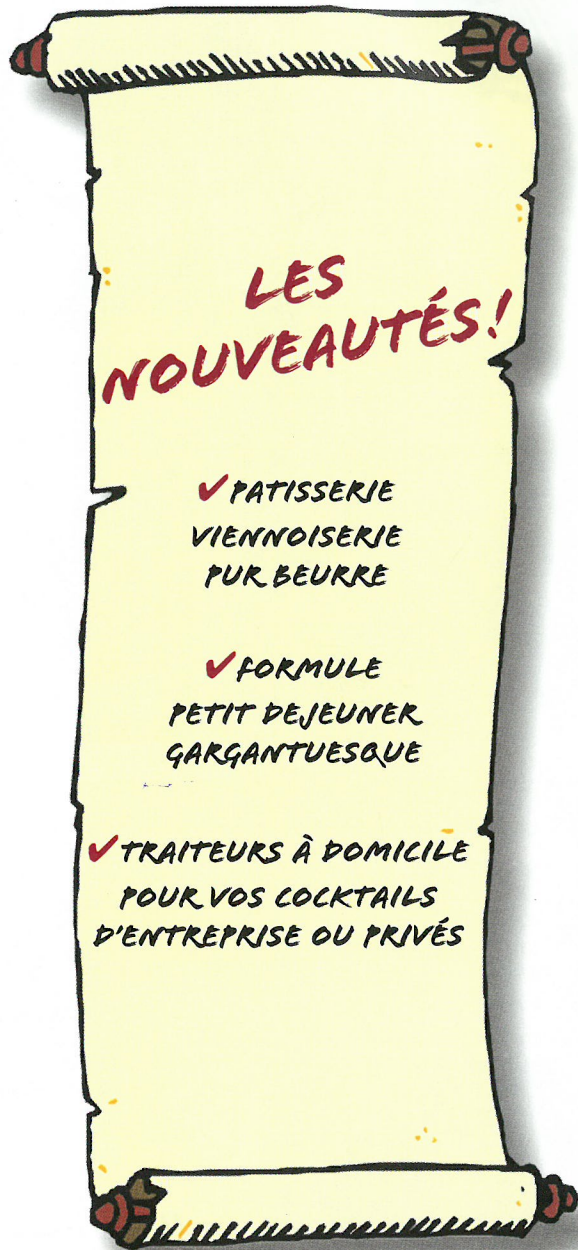 LES
NOUVEAUTÉS!
✓ PATISSERIE
VIENNOISERIE
PUR BEURRE
✓ FORMULE
PETIT DEJEUNER
GARGANTUESQUE
✓ TRAITEURS À DOMICILE
POUR VOS COCKTAILS
D'ENTREPRISE OU PRIVÉS